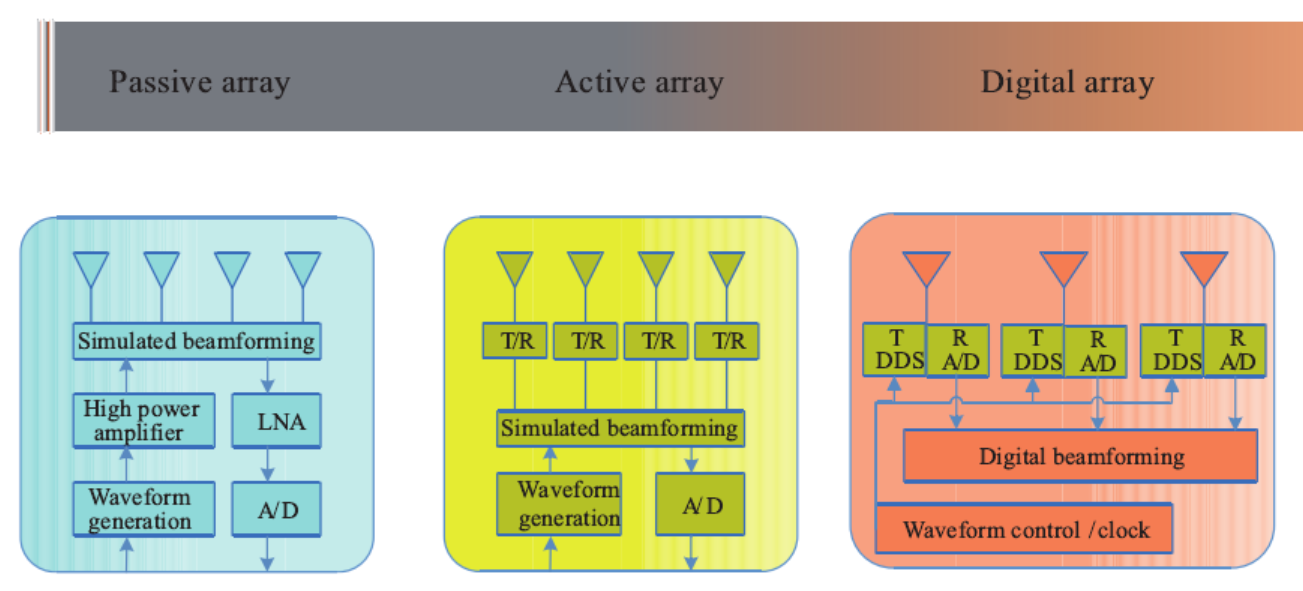 Passive array
Active array
Digital array
Simulated beamforming
High power
amplifier
LNA
Waveform
generation
A/D
T/R
T/R
T/R
T/R
Simulated beamforming
Waveform
generation
A/D
T
DDS
R
A/D
T
DDS
R
A/D
T
DDS
R
A/D
Digital beamforming
Waveform control /clock